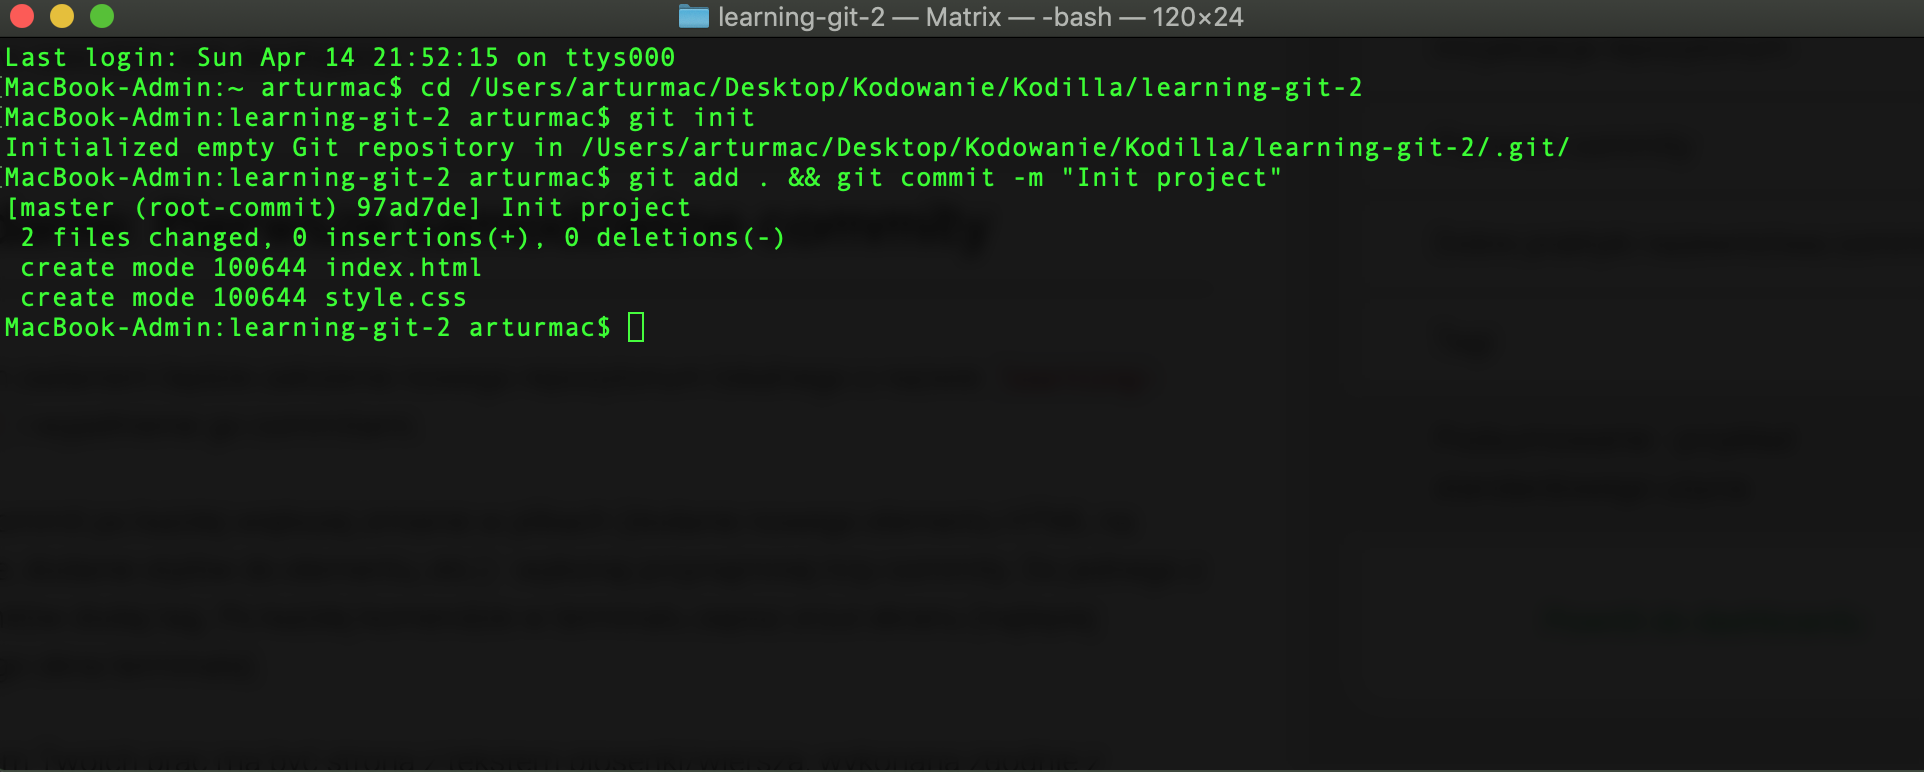 learning-git-2 — Matrix — -bash — 120×24
Last login: Sun Apr 14 21:52:15 on ttys000
MacBook-Admin:~ arturmac$ cd /Users/arturmac/Desktop/Kodowanie/Kodilla/learning-git-2
MacBook-Admin:learning-git-2 arturmac$ git init
Initialized empty Git repository in /Users/arturmac/Desktop/Kodowanie/Kodilla/learning-git-2/.git/
MacBook-Admin:learning-git-2 arturmac$ git add . && git commit -m "Init project"
[master (root-commit) 97ad7de] Init project
 2 files changed, 0 insertions(+), 0 deletions(-)
 create mode 100644 index.html
 create mode 100644 style.css
MacBook-Admin:learning-git-2 arturmac$